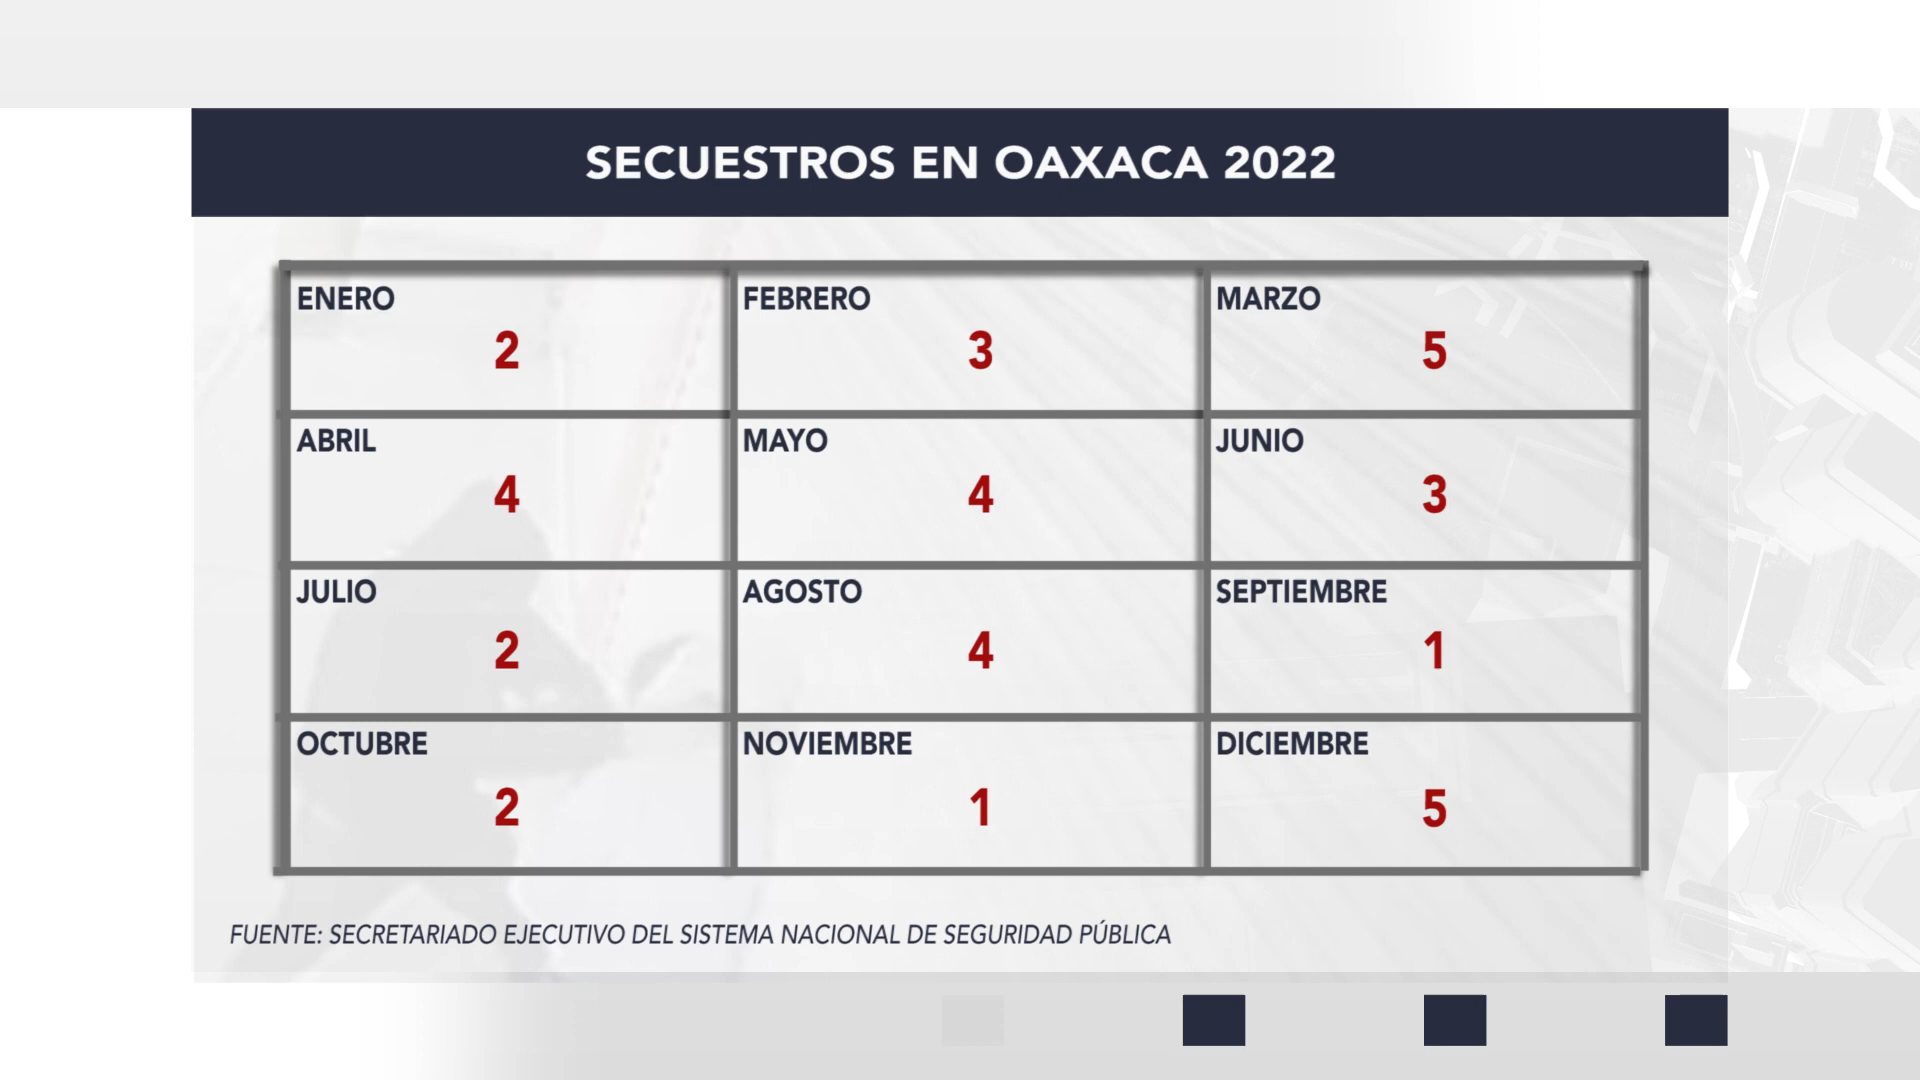 SECUESTROS EN OAXACA 2022
ENERO
2
FEBRERO
3
MARZO
5
ABRIL
4
MAYO
4
JUNIO
3
JULIO
2
AGOSTO
4
SEPTIEMBRE
1
OCTUBRE
2
NOVIEMBRE
1
DICIEMBRE
5
FUENTE: SECRETARIADO EJECUTIVO DEL SISTEMA NACIONAL DE SEGURIDAD PÚBLICA